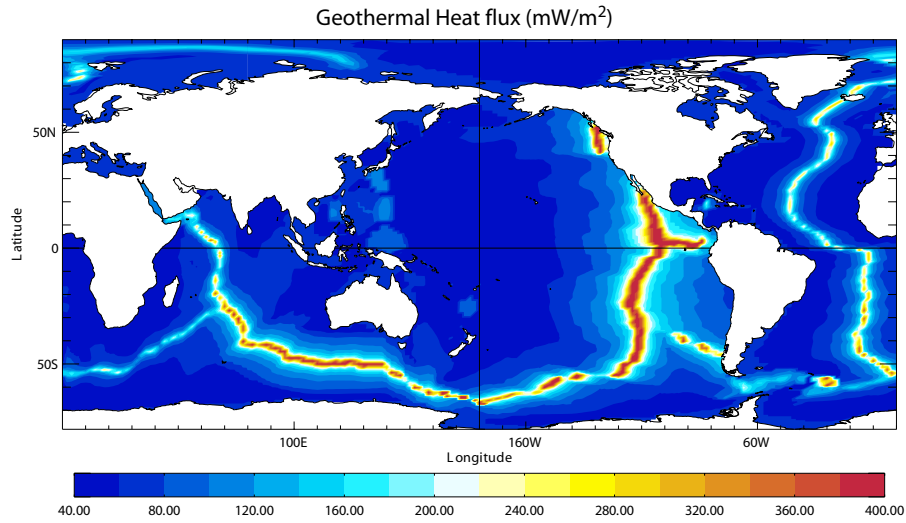 Geothermal Heat flux (mW/m²)
50N
0
50S
Latitude
100E 160W 60W
Longitude
40.00 80.00 120.00 160.00 200.00 240.00 280.00 320.00 360.00 400.00